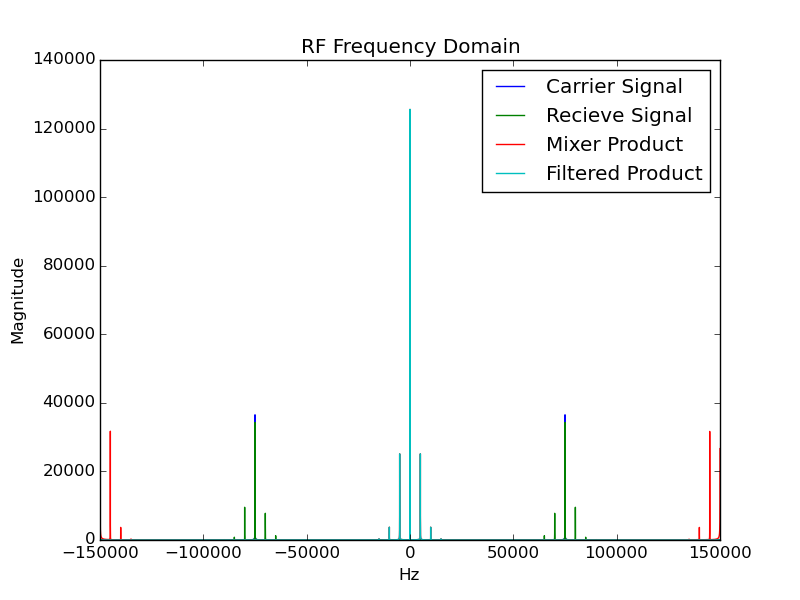 RF Frequency Domain
140000
120000
100000
80000
60000
40000
20000
0
Magnitude
Carrier Signal
Recieve Signal
Mixer Product
Filtered Product
−150000 −100000 −50000 0 50000 100000 150000
Hz